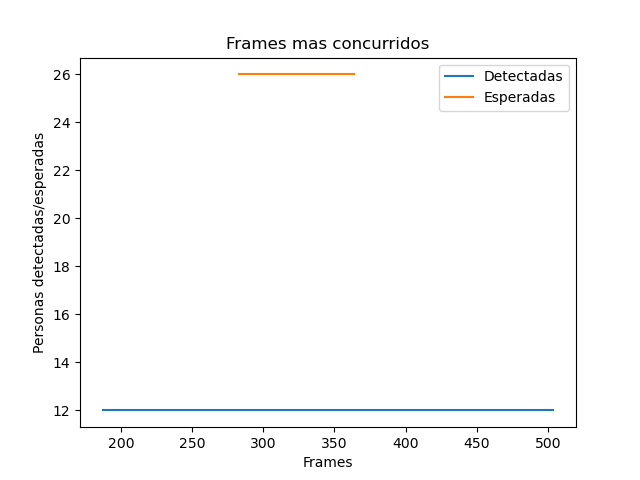 Frames mas concurridos
Detectadas
Esperadas
Personas detectadas/esperadas
26
24
22
20
18
16
14
12
200 250 300 350 400 450 500
Frames